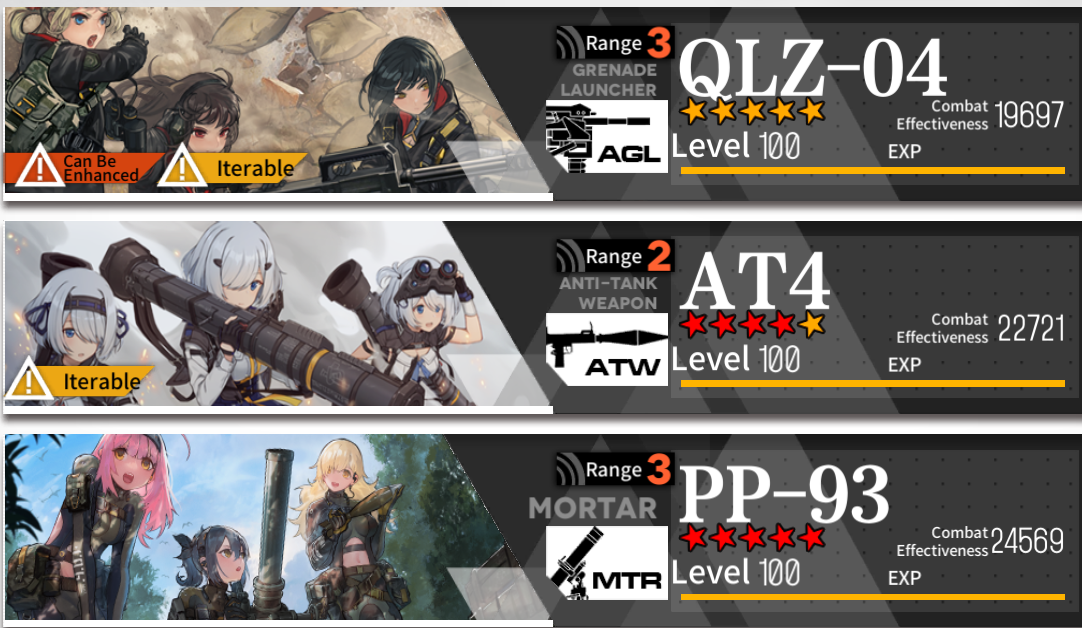 Range 3
GRENADE
LAUNCHER
AGL
QLZ-04
Combat
Effectiveness 19697
Level 100
EXP
Can Be
Enhanced
Iterable
Range 2
ANTI-TANK
WEAPON
ATW
AT4
Combat
Effectiveness 22721
Level 100
EXP
Iterable
Range 3
MORTAR
MTR
PP-93
Combat
Effectiveness 24569
Level 100
EXP